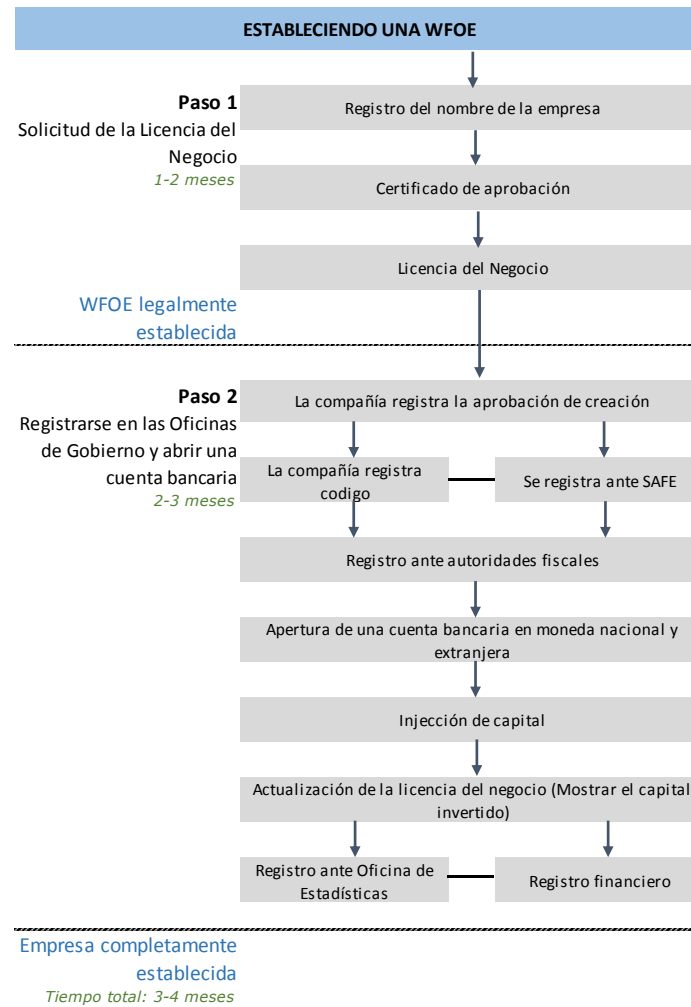 ESTABLECIENDO UNA WFOE
Paso 1
Solicitud de la Licencia del
Negocio
1-2 meses
Registro del nombre de la empresa
Certificado de aprobación
Licencia del Negocio
WFOE legalmente
establecida
Paso 2
Registrarse en las Oficinas
de Gobierno y abrir una
cuenta bancaria
2-3 meses
La compañía registra la aprobación de creación
La compañía registra
codigo
Se registra ante SAFE
Registro ante autoridades fiscales
Apertura de una cuenta bancaria en moneda nacional y
extranjera
Injección de capital
Actualización de la licencia del negocio (Mostrar el capital
invertido)
Registro ante Oficina de
Estadísticas
Registro financiero
Empresa completamente
establecida
Tiempo total: 3-4 meses